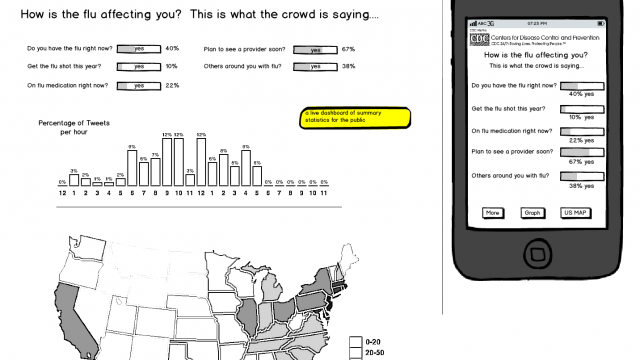 How is the flu affecting you? This is what the crowd is saying....
Do you have the flu right now? yes 40%
Plan to see a provider soon? yes 67%
Get the flu shot this year? yes 10%
Others around you with flu? yes 38%
On flu medication right now? yes 22%
a live dashboard of summary
statistics for the public
Percentage of Tweets
per hour
0% 3% 2% 1% 1% 2% 9% 6% 7% 12% 12% 3% 12% 6% 8% 6% 9% 5% 0% 0% 0% 0% 0% 0%
12 1 2 3 4 5 6 7 8 9 10 11 12 1 2 3 4 5 6 7 8 9 10 11
0-20
20-50
ABC 3G 07:25 PM
CDC Centers for Disease Control and Prevention
CDC 24/7: Saving Lives. Protecting People.™
How is the flu affecting you?
This is what the crowd is saying...
Do you have the flu right now?
40% yes
Get the flu shot this year?
10% yes
On flu medication right now?
22% yes
Plan to see a provider soon?
67% yes
Others around you with flu?
38% yes
More Graph US MAP